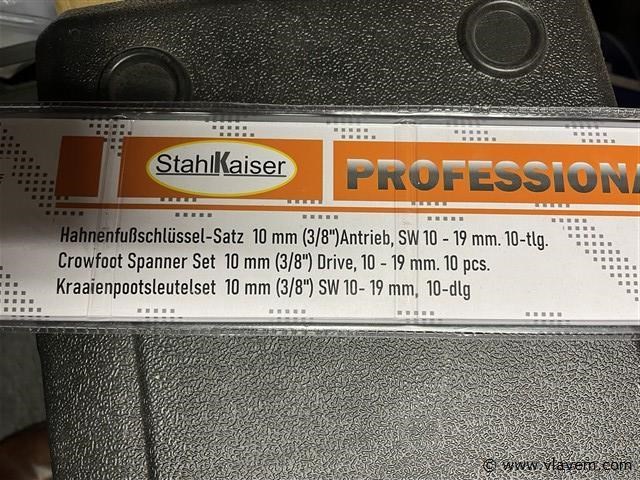 StahlKaiser
PROFESSIONA
Hahnenfußschlüssel-Satz 10 mm (3/8")Antrieb, SW 10 - 19 mm. 10-tlg.
Crowfoot Spanner Set 10 mm (3/8") Drive, 10 - 19 mm. 10 pcs.
Kraaienpootsleutelset 10 mm (3/8") SW 10- 19 mm, 10-dlg
© www.vlavem.com